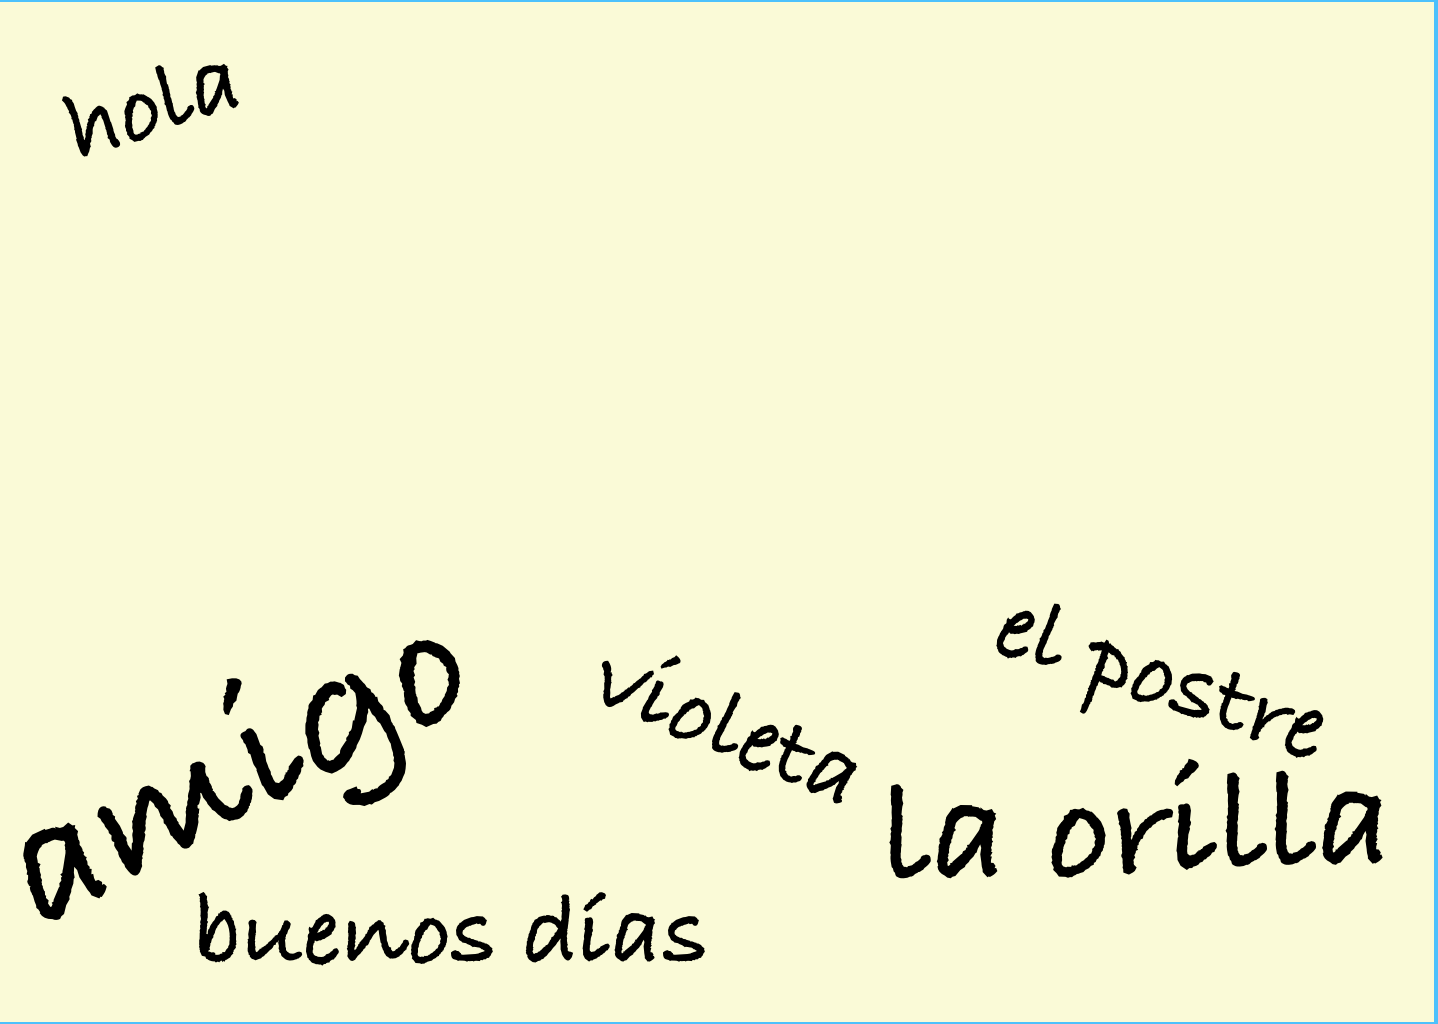 hola
el postre
amigo
violeta
la orilla
buenos días